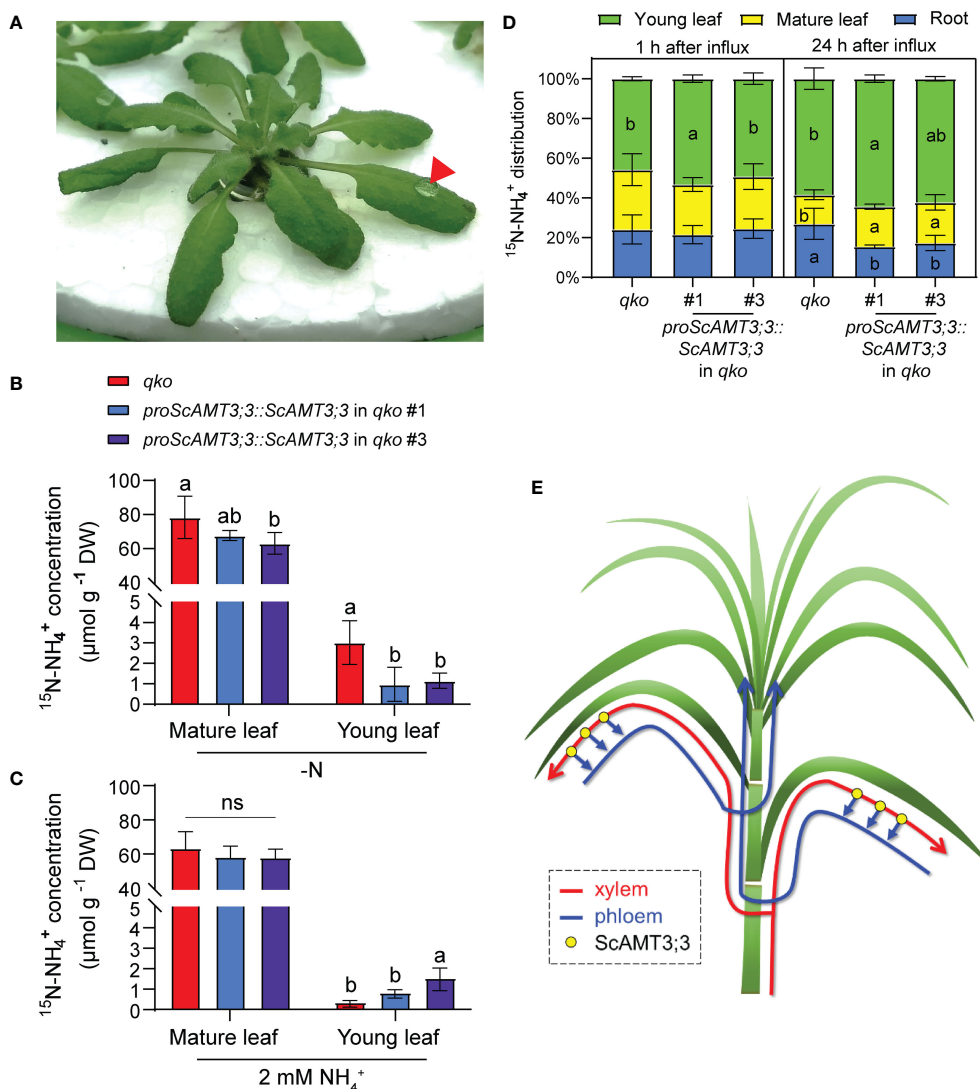 A
B
qko
proScAMT3;3::ScAMT3;3 in qko #1
proScAMT3;3::ScAMT3;3 in qko #3
¹⁵N-NH₄⁺ concentration
(μmol g ⁻¹ DW)
100
80
60
40
5
4
3
2
1
0
a
ab
b
a
b
b
Mature leaf
Young leaf
-N
C
¹⁵N-NH₄⁺ concentration
(μmol g ⁻¹ DW)
100
80
60
40
5
4
3
2
1
0
ns
b
b
a
Mature leaf
Young leaf
2 mM NH₄⁺
D
Young leaf Mature leaf Root
1 h after influx 24 h after influx
¹⁵N-NH₄⁺ distribution
100%
80%
60%
40%
20%
0%
b a b b a ab
b a a
a b b
qko #1 #3 qko #1 #3
proScAMT3;3:: proScAMT3;3::
ScAMT3;3 ScAMT3;3
in qko in qko
E
xylem
phloem
ScAMT3;3